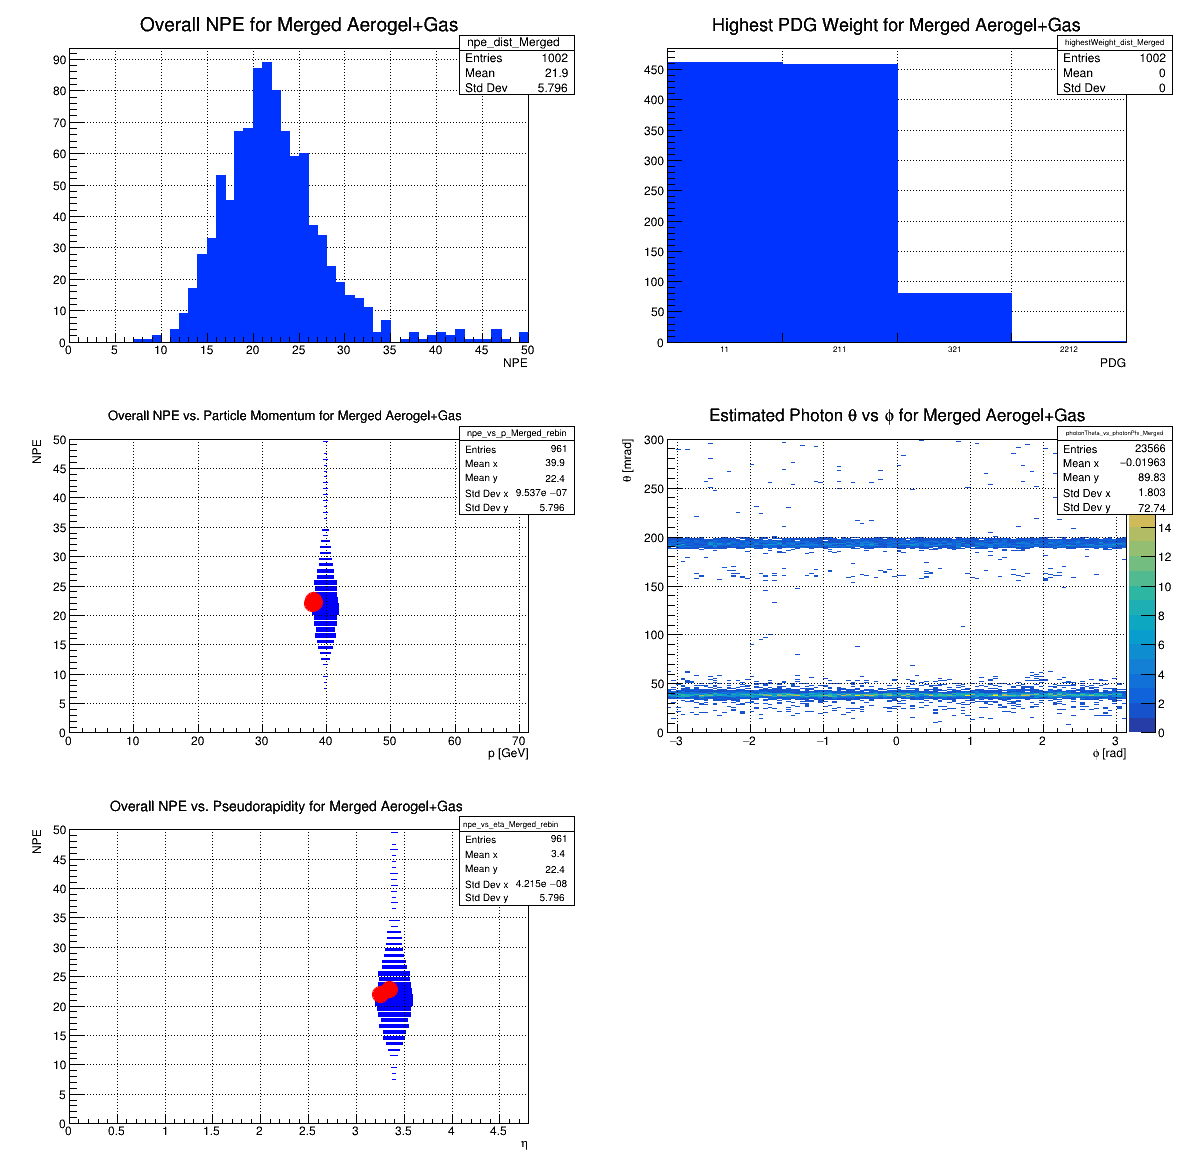 Overall NPE for Merged Aerogel+Gas
npe_dist_Merged
Entries 1002
Mean 21.9
Std Dev 5.796
90
80
70
60
50
40
30
20
10
0
0 5 10 15 20 25 30 35 40 45 50
NPE
Highest PDG Weight for Merged Aerogel+Gas
highestWeight_dist_Merged
Entries 1002
Mean 0
Std Dev 0
450
400
350
300
250
200
150
100
50
0
11 211 321 2212
PDG
Overall NPE vs. Particle Momentum for Merged Aerogel+Gas
npe_vs_p_Merged_rebin
Entries 961
Mean x 39.9
Mean y 22.4
Std Dev x 9.537e −07
Std Dev y 5.796
NPE
50
45
40
35
30
25
20
15
10
5
0
0 10 20 30 40 50 60 70
p [GeV]
Estimated Photon θ vs ϕ for Merged Aerogel+Gas
photonTheta_vs_photonPhi_Merged
Entries 23566
Mean x −0.01963
Mean y 89.83
Std Dev x 1.803
Std Dev y 72.74
θ [mrad]
300
250
200
150
100
50
0
−3 −2 −1 0 1 2 3
ϕ [rad]
14
12
10
8
6
4
2
0
Overall NPE vs. Pseudorapidity for Merged Aerogel+Gas
npe_vs_eta_Merged_rebin
Entries 961
Mean x 3.4
Mean y 22.4
Std Dev x 4.215e −08
Std Dev y 5.796
NPE
50
45
40
35
30
25
20
15
10
5
0
0 0.5 1 1.5 2 2.5 3 3.5 4 4.5
η